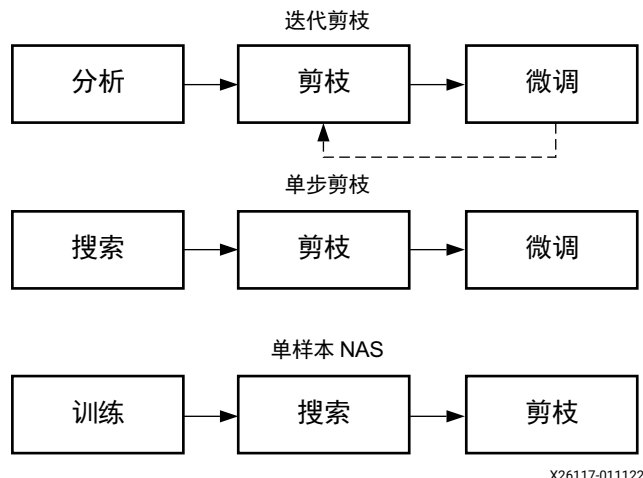 迭代剪枝
分析 剪枝 微调
单步剪枝
搜索 剪枝 微调
单样本 NAS
训练 搜索 剪枝
X26117-011122